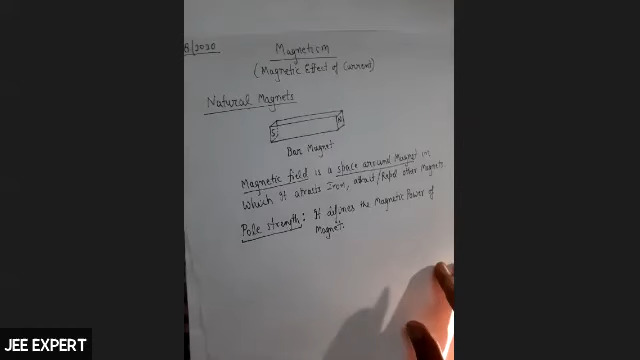 8/2020
Magnetism
(Magnetic Effect of Current)
Natural Magnets
S N
Bar Magnet
Magnetic field is a space around Magnet in
Which it attracts Iron, attract/Repel other Magnets
Pole strength : It defines the Magnetic Power of
Magnet.
JEE EXPERT